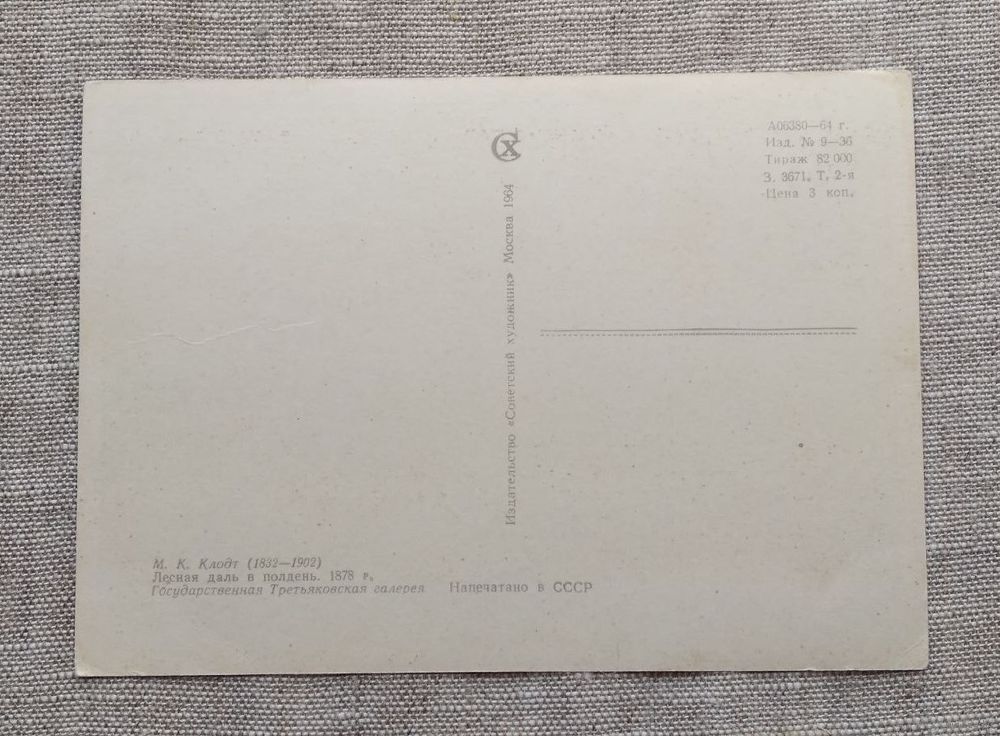 М. К. Клодт (1832—1902)
Лесная даль в полдень. 1878 г.
Государственная Третьяковская галерея
Напечатано в СССР
Издательство «Советский художник» Москва 1964
СХ
А06380—64 г.
Изд. № 9—36
Тираж 82 000
З. 3671. Т. 2-я
Цена 3 коп.